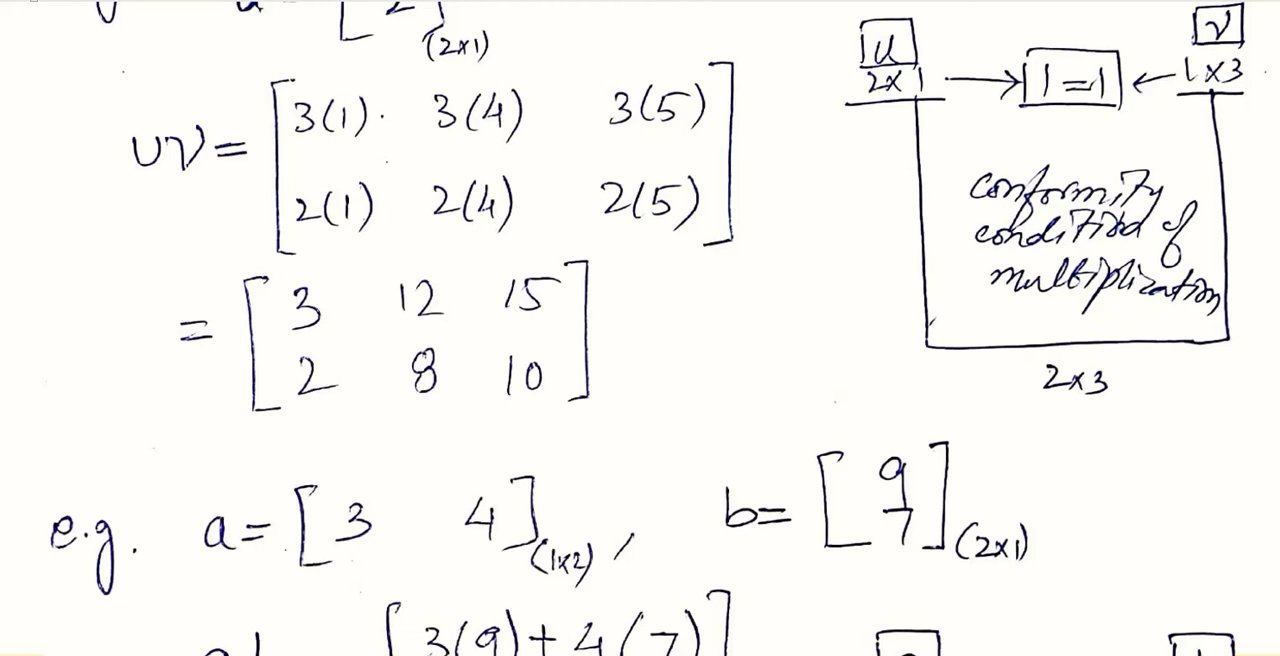 (2x1)
uv = [ 3(1). 3(4) 3(5)
2(1) 2(4) 2(5) ]
= [ 3 12 15
2 8 10 ]
u v
2x1 → 1=1 ← 1x3
conformity
condition of
multiplization
2x3
e.g. a= [ 3 4 ](1x2) , b= [ 9
7 ](2x1)
[ 3(9)+ 4(7) ]